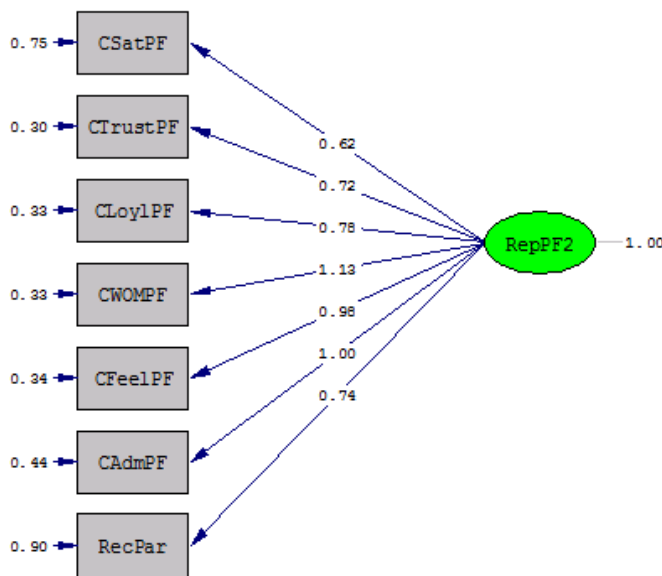 0.75 CSatPF
0.62
0.30 CTrustPF
0.72
0.33 CLoylPF
0.78
RepPF2 1.00
0.33 CWOMPF
1.13
0.98
0.34 CFeelPF
1.00
0.74
0.44 CAdmPF
0.90 RecPar